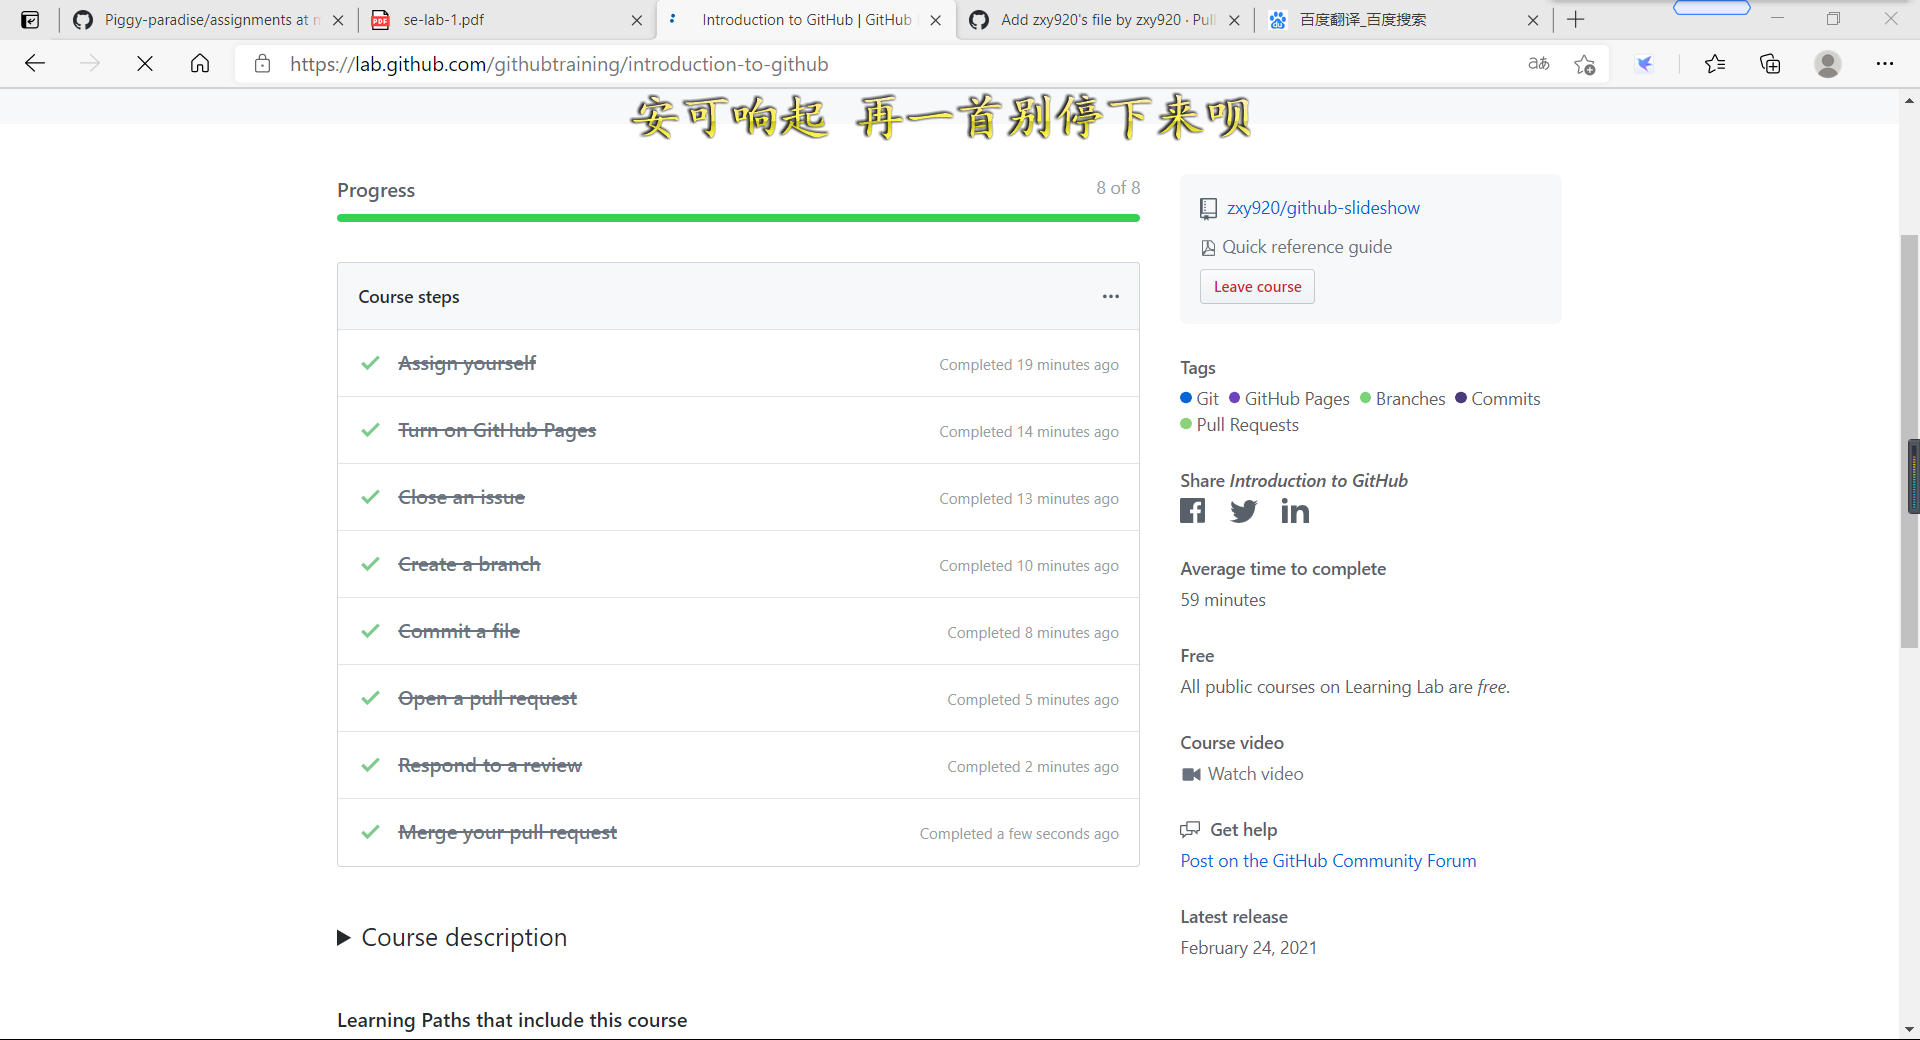 Piggy-paradise/assignments at
se-lab-1.pdf
Introduction to GitHub | GitHub
Add zxy920's file by zxy920 · Pull
百度翻译_百度搜索
https://lab.github.com/githubtraining/introduction-to-github
安可响起 再一首别停下来呗
Progress
8 of 8
Course steps
Assign yourself
Completed 19 minutes ago
Turn on GitHub Pages
Completed 14 minutes ago
Close an issue
Completed 13 minutes ago
Create a branch
Completed 10 minutes ago
Commit a file
Completed 8 minutes ago
Open a pull request
Completed 5 minutes ago
Respond to a review
Completed 2 minutes ago
Merge your pull request
Completed a few seconds ago
Course description
Learning Paths that include this course
zxy920/github-slideshow
Quick reference guide
Leave course
Tags
Git GitHub Pages Branches Commits
Pull Requests
Share Introduction to GitHub
Average time to complete
59 minutes
Free
All public courses on Learning Lab are free.
Course video
Watch video
Get help
Post on the GitHub Community Forum
Latest release
February 24, 2021